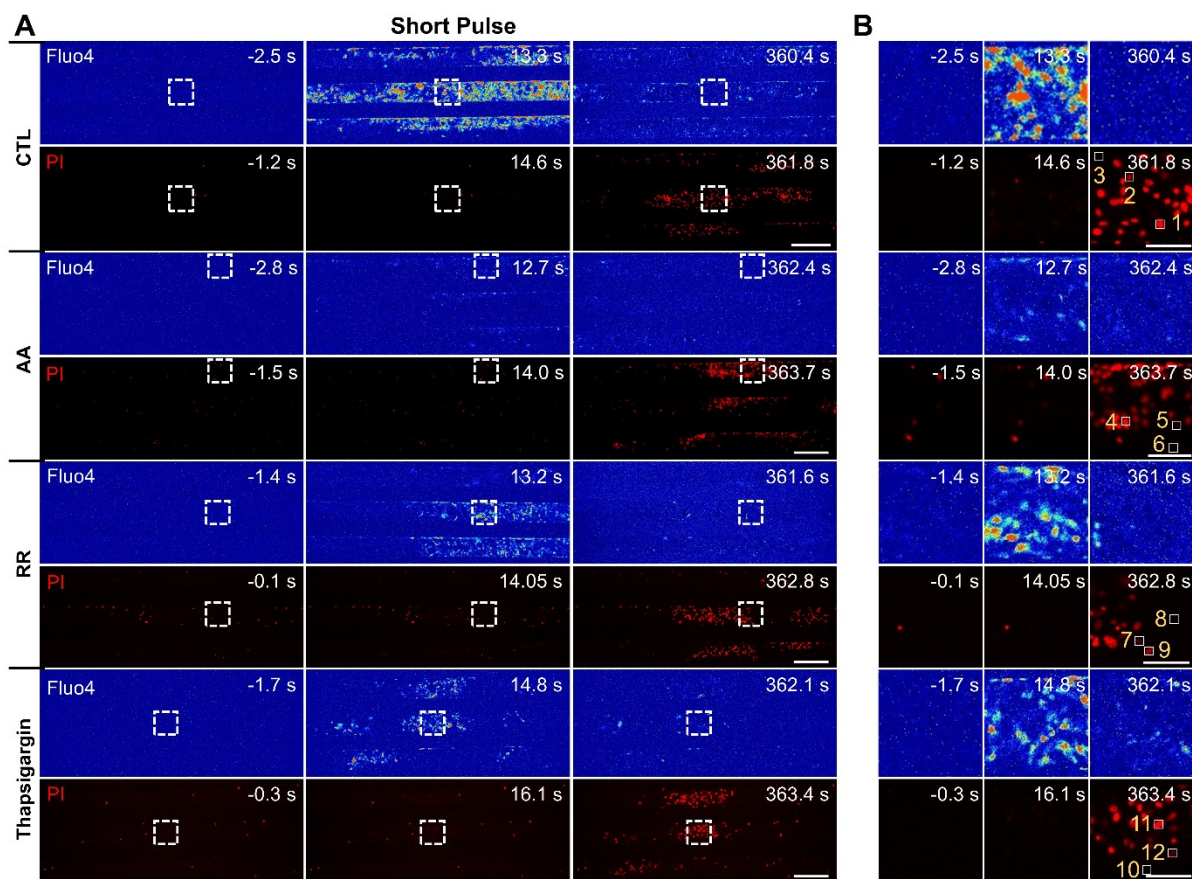 A Short Pulse B
CTL
Fluo4 -2.5 s 13.3 s 360.4 s -2.5 s 13.3 s 360.4 s
PI -1.2 s 14.6 s 361.8 s -1.2 s 14.6 s 361.8 s
3
2
1
AA
Fluo4 -2.8 s 12.7 s 362.4 s -2.8 s 12.7 s 362.4 s
PI -1.5 s 14.0 s 363.7 s -1.5 s 14.0 s 363.7 s
4 5
6
RR
Fluo4 -1.4 s 13.2 s 361.6 s -1.4 s 13.2 s 361.6 s
PI -0.1 s 14.05 s 362.8 s -0.1 s 14.05 s 362.8 s
8
7 9
Thapsigargin
Fluo4 -1.7 s 14.8 s 362.1 s -1.7 s 14.8 s 362.1 s
PI -0.3 s 16.1 s 363.4 s -0.3 s 16.1 s 363.4 s
11
12
10